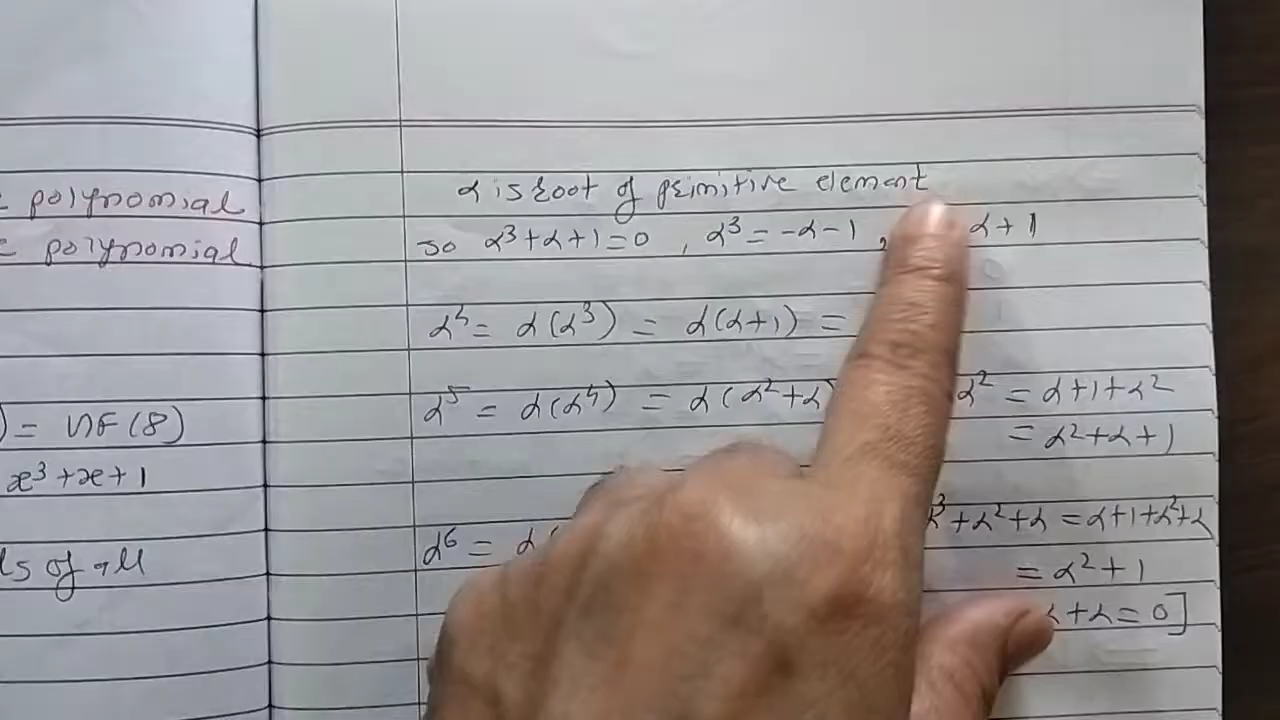 polynomial
polynomial
) = NF(8)
x³+x+1
ls of all
α is root of primitive element
so α³+α+1=0 , α³=-α-1 , α+1
α⁴= α(α³) = α(α+1) =
α⁵ = α(α⁴) = α(α²+α α² = α+1+α²
= α²+α+1
α⁶ = α α³+α²+α =α+1+α²+α
= α²+1
α+α=0]